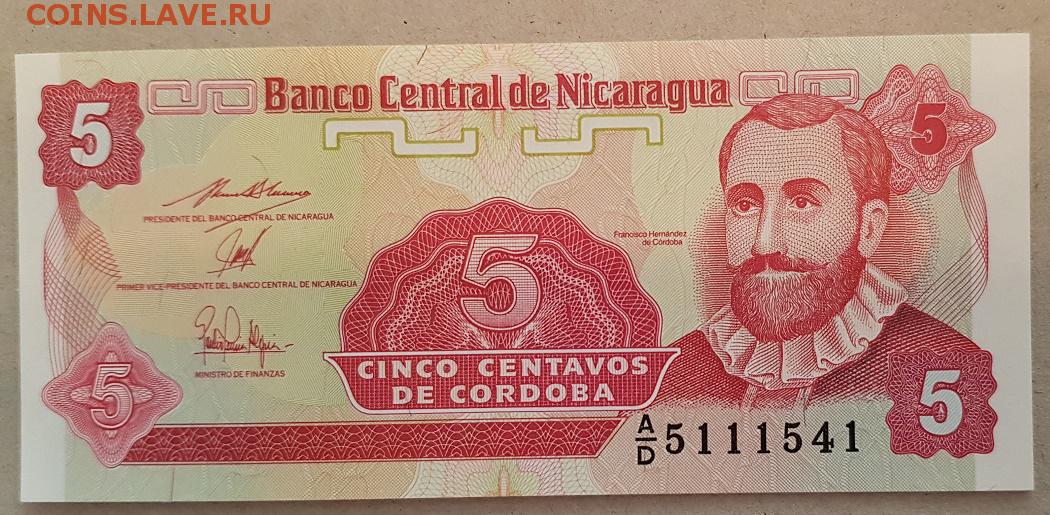 COINS.LAVE.RU
Banco Central de Nicaragua
5
5
PRESIDENTE DEL BANCO CENTRAL DE NICARAGUA
Francisco Hernández
de Córdoba
PRIMER VICE-PRESIDENTE DEL BANCO CENTRAL DE NICARAGUA
5
MINISTRO DE FINANZAS
CINCO CENTAVOS
DE CORDOBA
5
5
A/D 5111541